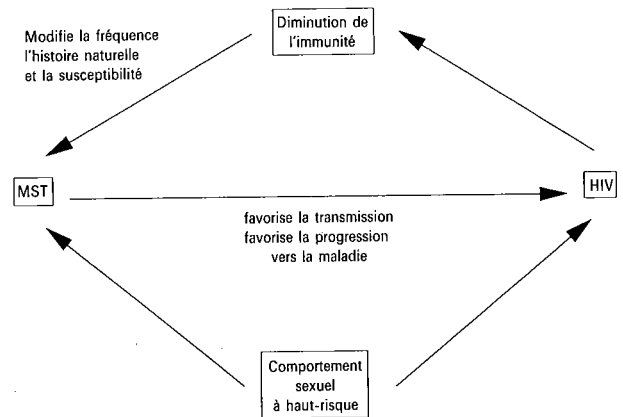 Diminution de
l'immunité
Modifie la fréquence
l'histoire naturelle
et la susceptibilité
MST
HIV
favorise la transmission
favorise la progression
vers la maladie
Comportement
sexuel
à haut-risque